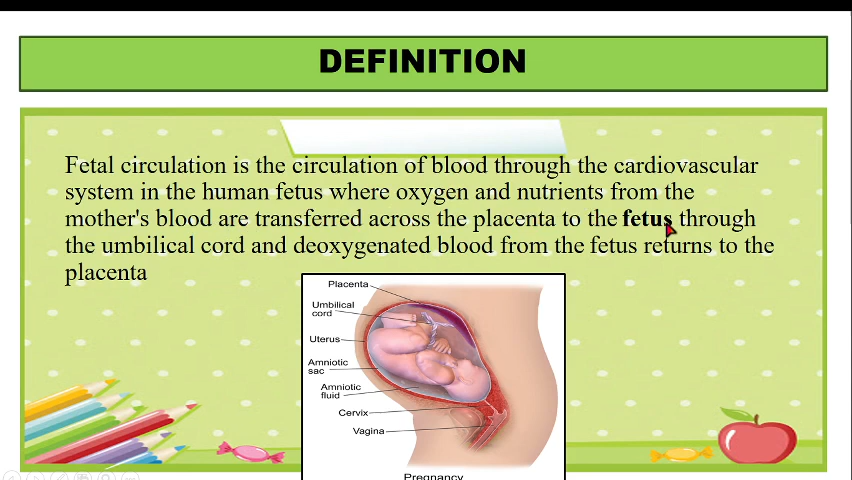 DEFINITION
Fetal circulation is the circulation of blood through the cardiovascular
system in the human fetus where oxygen and nutrients from the
mother's blood are transferred across the placenta to the fetus through
the umbilical cord and deoxygenated blood from the fetus returns to the
placenta
Placenta
Umbilical
cord
Uterus
Amniotic
sac
Amniotic
fluid
Cervix
Vagina
Pregnancy